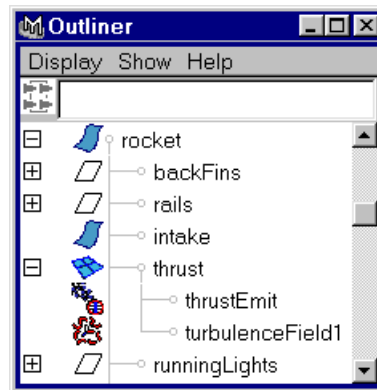 Outliner
Display Show Help
rocket
backFins
rails
intake
thrust
thrustEmit
turbulenceField1
runningLights